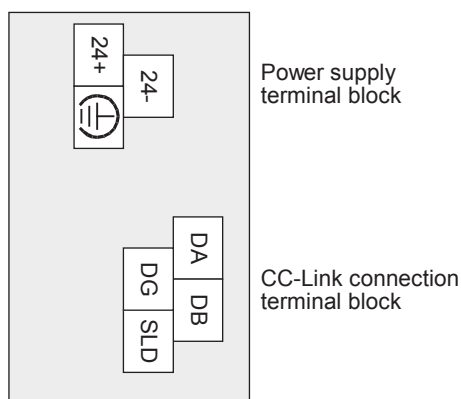 24+
24-
Power supply
terminal block
DA
DG
DB
SLD
CC-Link connection
terminal block